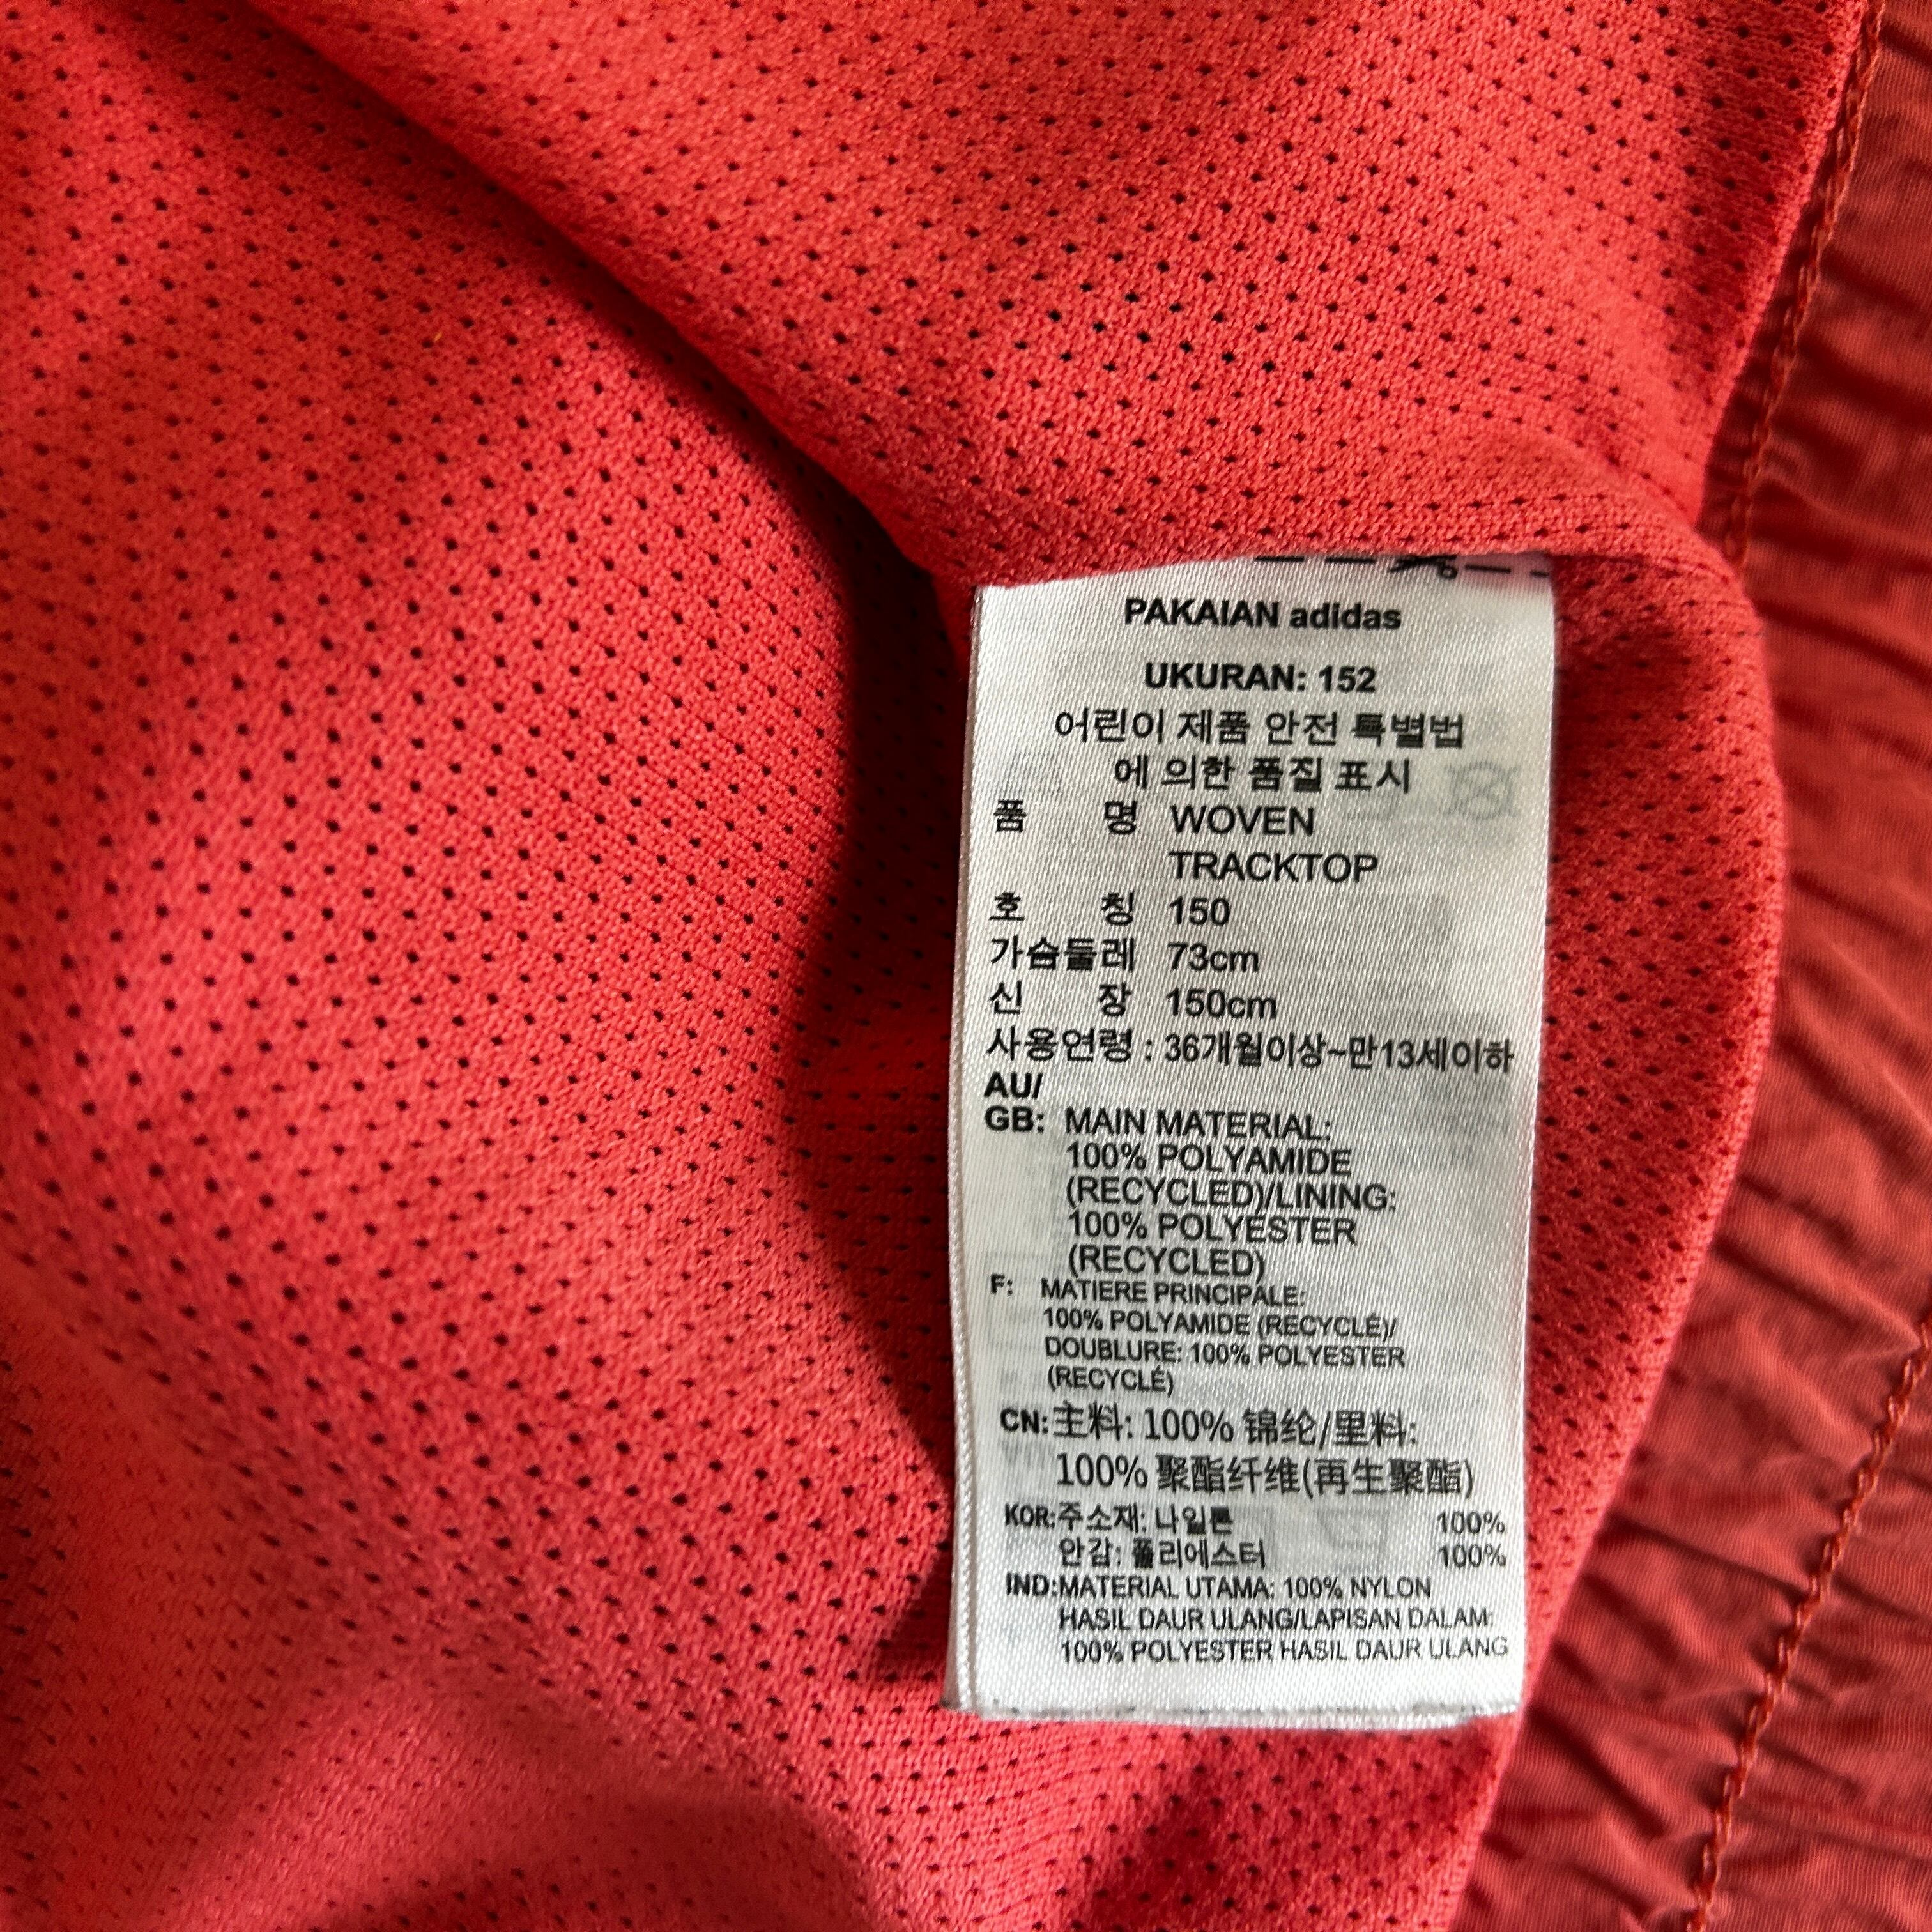 PAKAIAN adidas
UKURAN: 152
어린이 제품 안전 특별법
에 의한 품질 표시
품 명 WOVEN
TRACKTOP
호 칭 150
가슴둘레 73cm
신 장 150cm
사용연령 : 36개월이상~만13세이하
AU/
GB: MAIN MATERIAL:
100% POLYAMIDE
(RECYCLED)/LINING:
100% POLYESTER
(RECYCLED)
F: MATIERE PRINCIPALE:
100% POLYAMIDE (RECYCLÉ)/
DOUBLURE: 100% POLYESTER
(RECYCLÉ)
CN:主料: 100% 锦纶/里料:
100% 聚酯纤维(再生聚酯)
KOR:주소재: 나일론 100%
안감: 폴리에스터 100%
IND:MATERIAL UTAMA: 100% NYLON
HASIL DAUR ULANG/LAPISAN DALAM:
100% POLYESTER HASIL DAUR ULANG